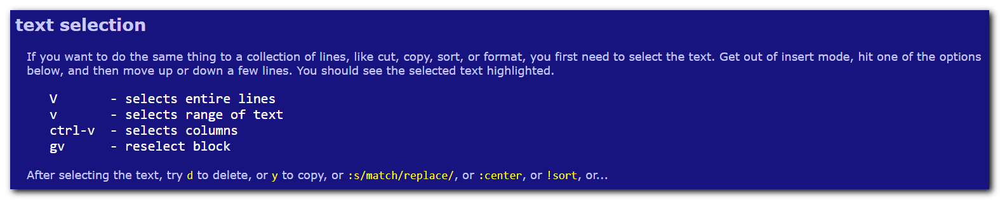 text selection
If you want to do the same thing to a collection of lines, like cut, copy, sort, or format, you first need to select the text. Get out of insert mode, hit one of the options
below, and then move up or down a few lines. You should see the selected text highlighted.
V       - selects entire lines
v       - selects range of text
ctrl-v  - selects columns
gv      - reselect block
After selecting the text, try d to delete, or y to copy, or :s/match/replace/, or :center, or !sort, or...